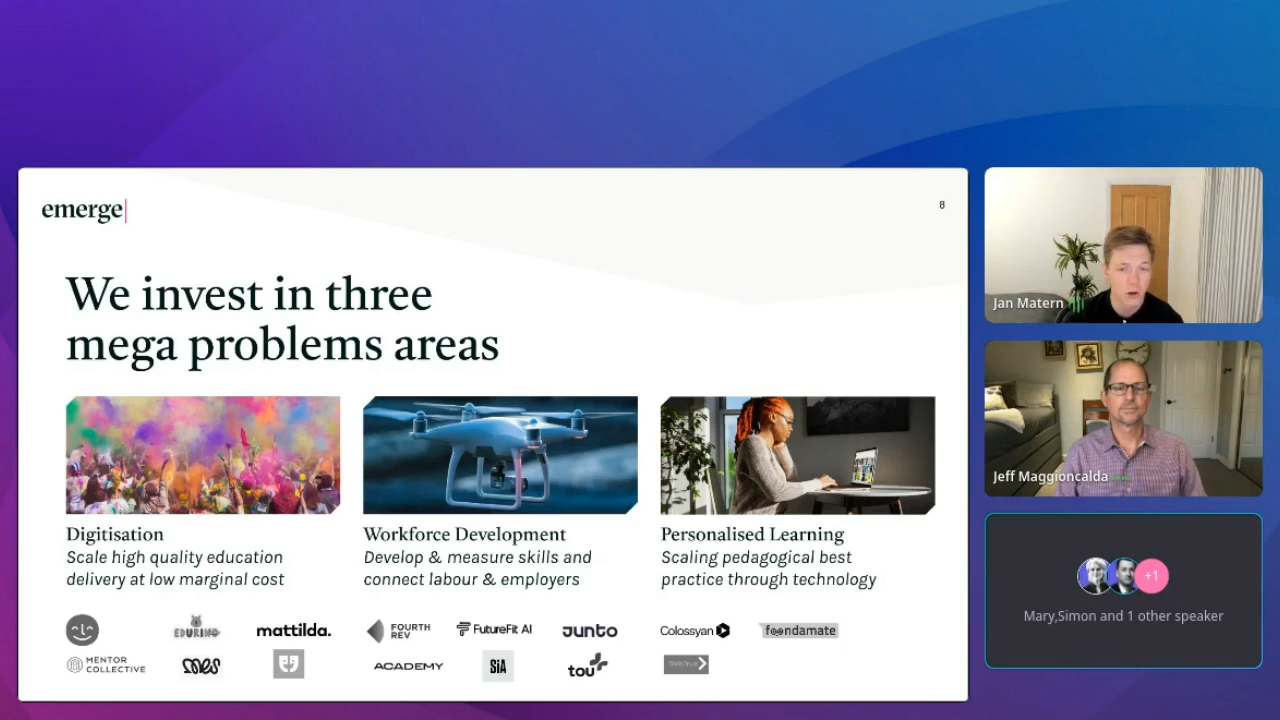 emerge
8
We invest in three
mega problems areas
Digitisation
Scale high quality education
delivery at low marginal cost
Workforce Development
Develop & measure skills and
connect labour & employers
Personalised Learning
Scaling pedagogical best
practice through technology
EDURINO
mattilda.
FOURTH
REV
FutureFit AI
JUNTO
Colossyan
foondamate
MENTOR
COLLECTIVE
ACADEMY
SiA
tou
Jan Matern
Jeff Maggioncalda
+1
Mary,Simon and 1 other speaker